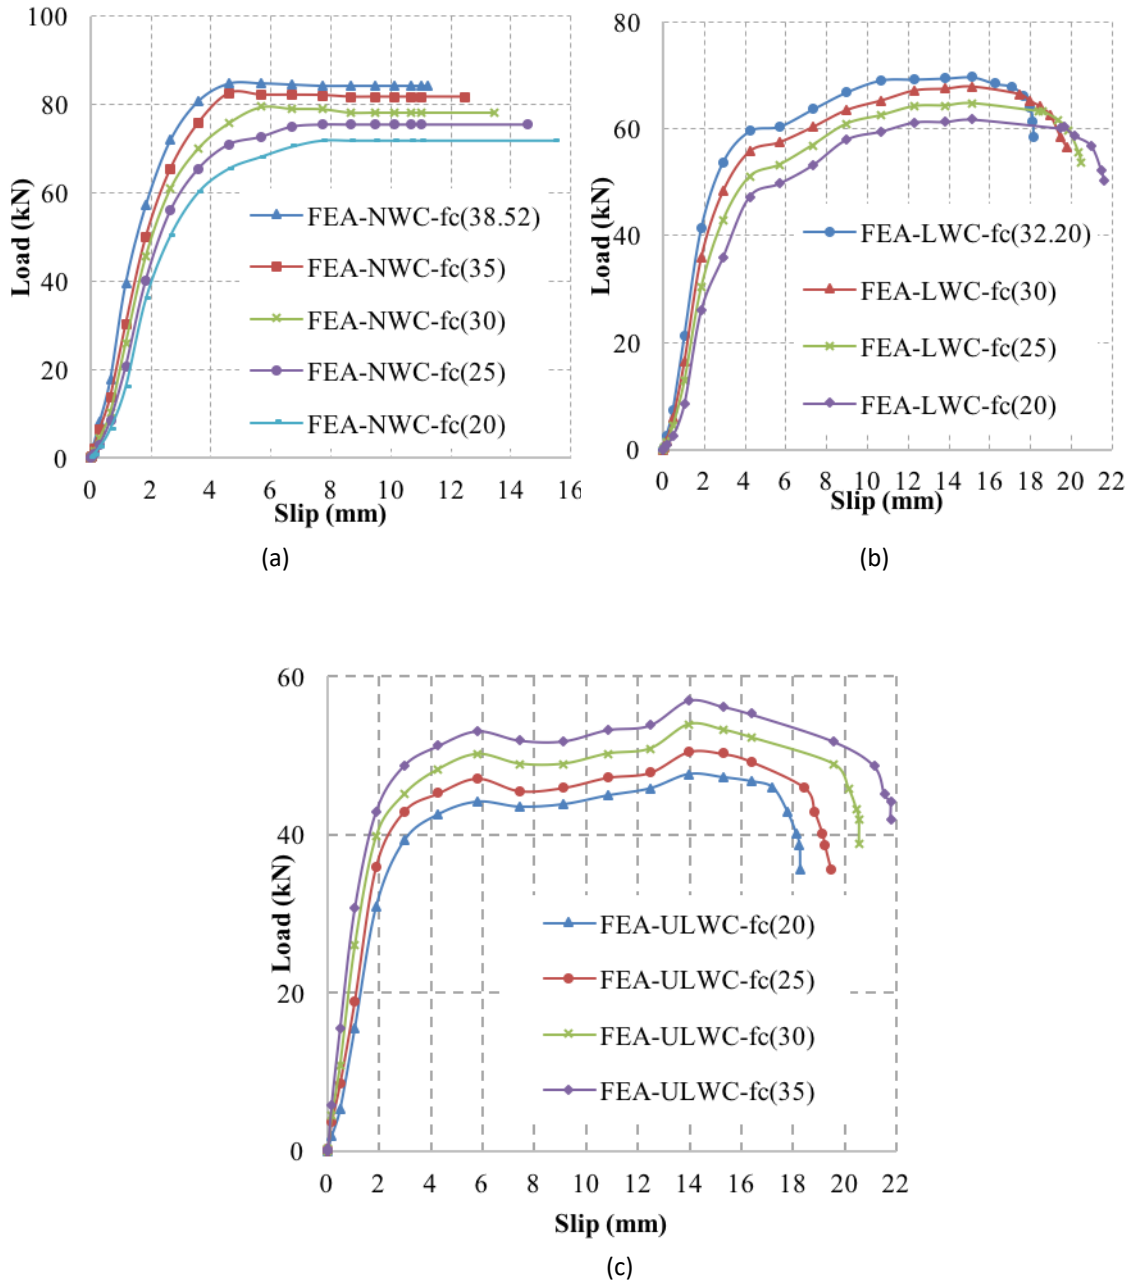 100
80
60
40
20
0
Load (kN)
FEA-NWC-fc(38.52)
FEA-NWC-fc(35)
FEA-NWC-fc(30)
FEA-NWC-fc(25)
FEA-NWC-fc(20)
0 2 4 6 8 10 12 14 16
Slip (mm)
(a)
80
60
40
20
0
Load (kN)
FEA-LWC-fc(32.20)
FEA-LWC-fc(30)
FEA-LWC-fc(25)
FEA-LWC-fc(20)
0 2 4 6 8 10 12 14 16 18 20 22
Slip (mm)
(b)
60
40
20
0
Load (kN)
FEA-ULWC-fc(20)
FEA-ULWC-fc(25)
FEA-ULWC-fc(30)
FEA-ULWC-fc(35)
0 2 4 6 8 10 12 14 16 18 20 22
Slip (mm)
(c)